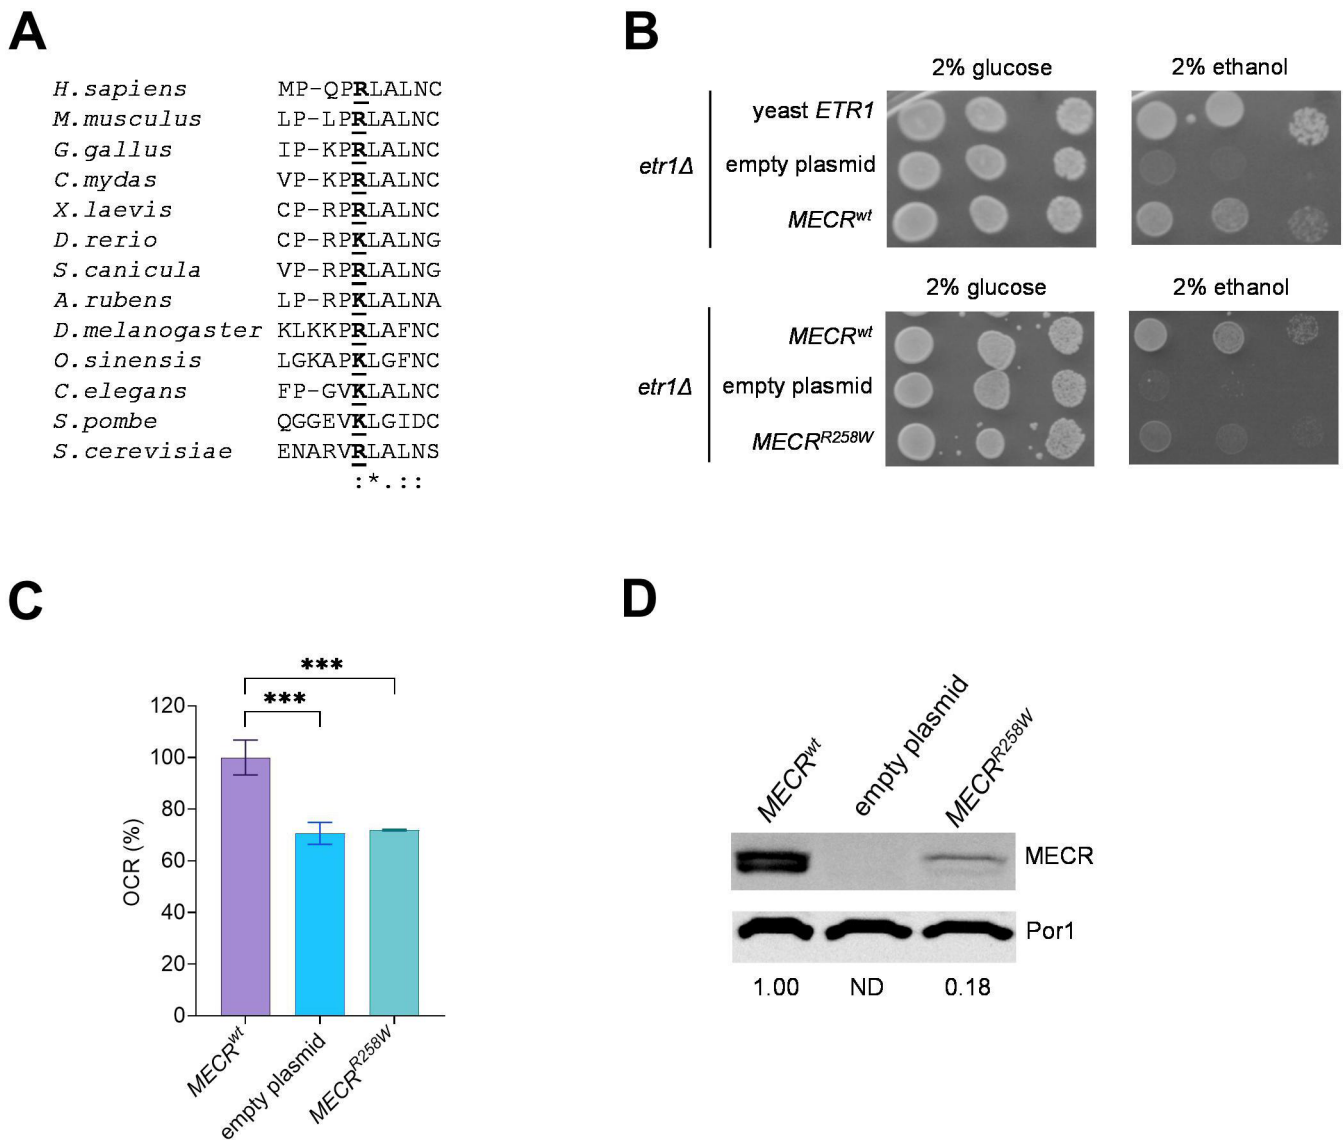 A
H.sapiens MP-QPRLALNC
M.musculus LP-LPRLALNC
G.gallus IP-KPRLALNC
C.mydas VP-KPRLALNC
X.laevis CP-RPRLALNC
D.rerio CP-RPKLALNG
S.canicula VP-RPRLALNG
A.rubens LP-RPKLALNA
D.melanogaster KLKKPRLAFNC
O.sinensis LGKAPKLGFNC
C.elegans FP-GVKLALNC
S.pombe QGGEVKLGIDC
S.cerevisiae ENARVRLALNS
:*.::
B
2% glucose 2% ethanol
etr1Δ
yeast ETR1
empty plasmid
MECRwt
2% glucose 2% ethanol
etr1Δ
MECRwt
empty plasmid
MECRR258W
C
***
***
OCR (%)
120
100
80
60
40
20
0
MECRwt
empty plasmid
MECRR258W
D
MECRwt
empty plasmid
MECRR258W
MECR
Por1
1.00 ND 0.18